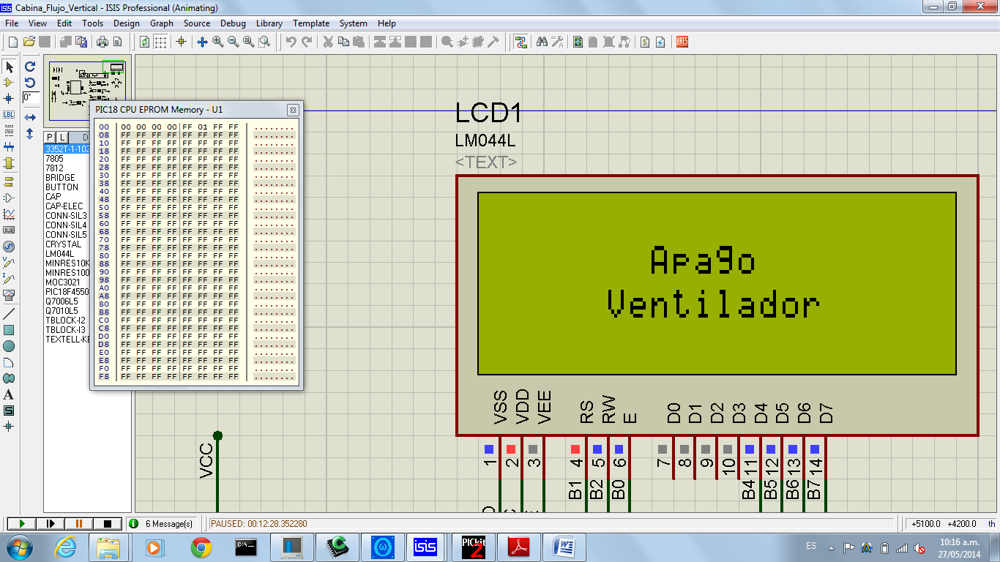 Cabina_Flujo_Vertical - ISIS Professional (Animating)
File View Edit Tools Design Graph Source Debug Library Template System Help
ARES
LBL
0°
P L D
3352T-1-102
7805
7812
BRIDGE
BUTTON
CAP
CAP-ELEC
CONN-SIL3
CONN-SIL4
CONN-SIL5
CRYSTAL
LM044L
MINRES10K
MINRES100
MOC3021
PIC18F4550
Q7006L5
Q7010L5
TBLOCK-I2
TBLOCK-I3
TEXTELL-KE
PIC18 CPU EPROM Memory - U1
00 00 00 00 00 FF 01 FF FF ........
08 FF FF FF FF FF FF FF FF ........
10 FF FF FF FF FF FF FF FF ........
18 FF FF FF FF FF FF FF FF ........
20 FF FF FF FF FF FF FF FF ........
28 FF FF FF FF FF FF FF FF ........
30 FF FF FF FF FF FF FF FF ........
38 FF FF FF FF FF FF FF FF ........
40 FF FF FF FF FF FF FF FF ........
48 FF FF FF FF FF FF FF FF ........
50 FF FF FF FF FF FF FF FF ........
58 FF FF FF FF FF FF FF FF ........
60 FF FF FF FF FF FF FF FF ........
68 FF FF FF FF FF FF FF FF ........
70 FF FF FF FF FF FF FF FF ........
78 FF FF FF FF FF FF FF FF ........
80 FF FF FF FF FF FF FF FF ........
88 FF FF FF FF FF FF FF FF ........
90 FF FF FF FF FF FF FF FF ........
98 FF FF FF FF FF FF FF FF ........
A0 FF FF FF FF FF FF FF FF ........
A8 FF FF FF FF FF FF FF FF ........
B0 FF FF FF FF FF FF FF FF ........
B8 FF FF FF FF FF FF FF FF ........
C0 FF FF FF FF FF FF FF FF ........
C8 FF FF FF FF FF FF FF FF ........
D0 FF FF FF FF FF FF FF FF ........
D8 FF FF FF FF FF FF FF FF ........
E0 FF FF FF FF FF FF FF FF ........
E8 FF FF FF FF FF FF FF FF ........
F0 FF FF FF FF FF FF FF FF ........
F8 FF FF FF FF FF FF FF FF ........
LCD1
LM044L
<TEXT>
Apago
Ventilador
VSS VDD VEE RS RW E D0 D1 D2 D3 D4 D5 D6 D7
1 2 3 4 5 6 7 8 9 10 11 12 13 14
B1 B2 B0 B4 B5 B6 B7
VCC
6 Message(s)
PAUSED: 00:12:28.352280
+5100.0 +4200.0 th
isis
PICkit 2
ES
10:16 a.m.
27/05/2014